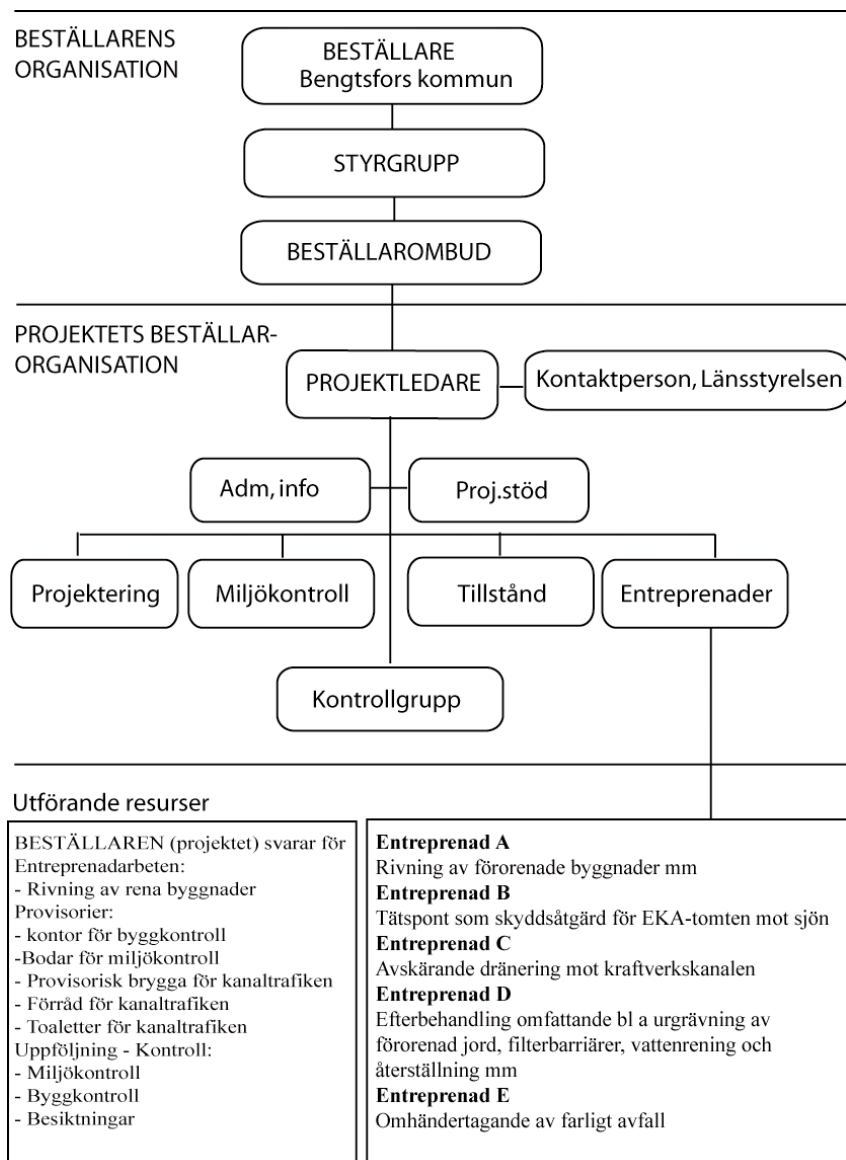 BESTÄLLARENS
ORGANISATION
BESTÄLLARE
Bengtsfors kommun
STYRGRUPP
BESTÄLLAROMBUD
PROJEKTETS BESTÄLLAR-
ORGANISATION
PROJEKTLEDARE
Kontaktperson, Länsstyrelsen
Adm, info
Proj.stöd
Projektering
Miljökontroll
Tillstånd
Entreprenader
Kontrollgrupp
Utförande resurser
BESTÄLLAREN (projektet) svarar för
Entreprenadarbeten:
- Rivning av rena byggnader
Provisorier:
- kontor för byggkontroll
-Bodar för miljökontroll
- Provisorisk brygga för kanaltrafiken
- Förråd för kanaltrafiken
- Toaletter för kanaltrafiken
Uppföljning - Kontroll:
- Miljökontroll
- Byggkontroll
- Besiktningar
Entreprenad A
Rivning av förorenade byggnader mm
Entreprenad B
Tätspont som skyddsåtgärd för EKA-tomten mot sjön
Entreprenad C
Avskärande dränering mot kraftverkskanalen
Entreprenad D
Efterbehandling omfattande bl a urgrävning av
förorenad jord, filterbarriärer, vattenrening och
återställning mm
Entreprenad E
Omhändertagande av farligt avfall